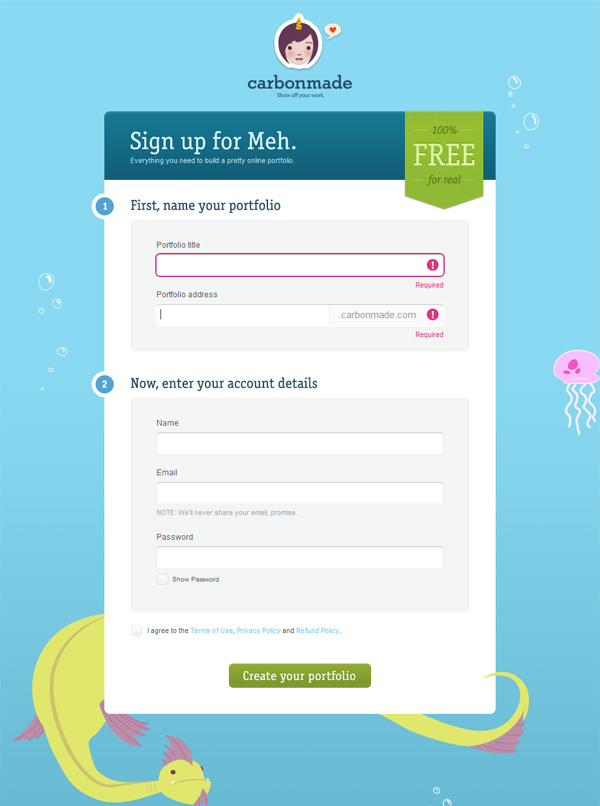 carbonmade
Show off your work.
Sign up for Meh.
Everything you need to build a pretty online portfolio.
100%
FREE
for real
1
First, name your portfolio
Portfolio title
!
Required
Portfolio address
.carbonmade.com
!
Required
2
Now, enter your account details
Name
Email
NOTE: We'll never share your email, promise.
Password
Show Password
I agree to the Terms of Use, Privacy Policy and Refund Policy.
Create your portfolio